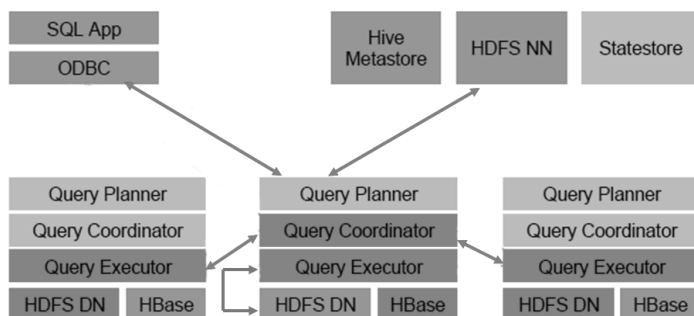 SQL App
ODBC
Hive
Metastore
HDFS NN
Statestore
Query Planner
Query Coordinator
Query Executor
HDFS DN
HBase
Query Planner
Query Coordinator
Query Executor
HDFS DN
HBase
Query Planner
Query Coordinator
Query Executor
HDFS DN
HBase